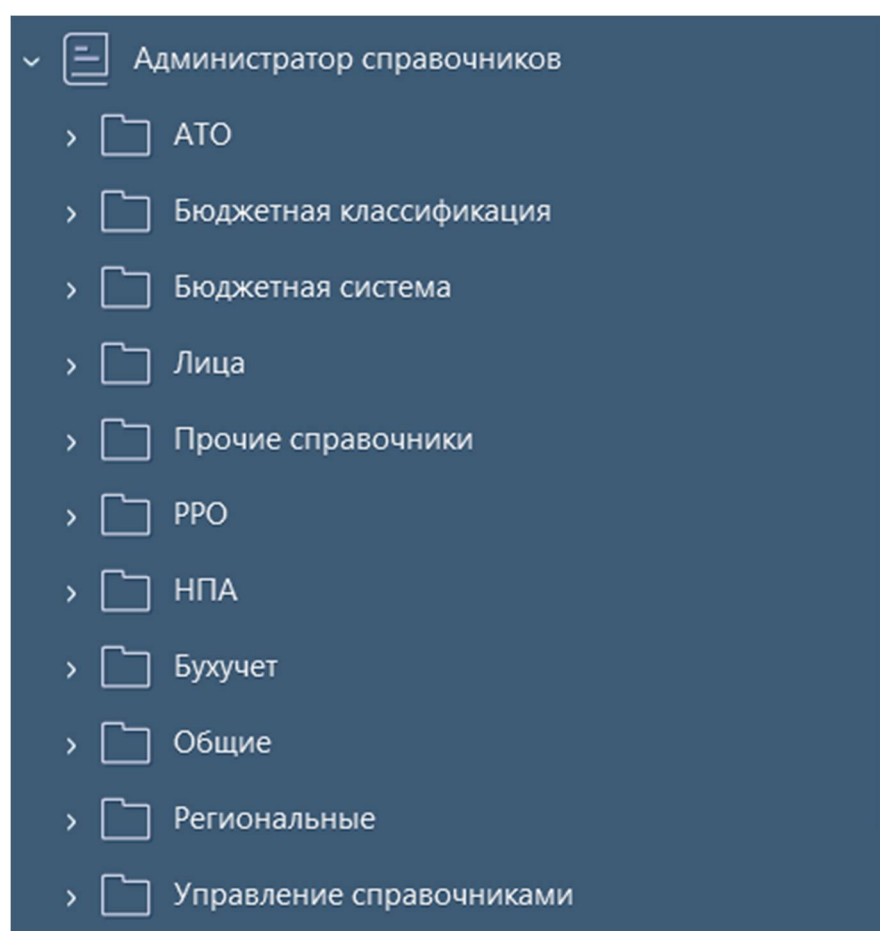 Администратор справочников
АТО
Бюджетная классификация
Бюджетная система
Лица
Прочие справочники
РРО
НПА
Бухучет
Общие
Региональные
Управление справочниками